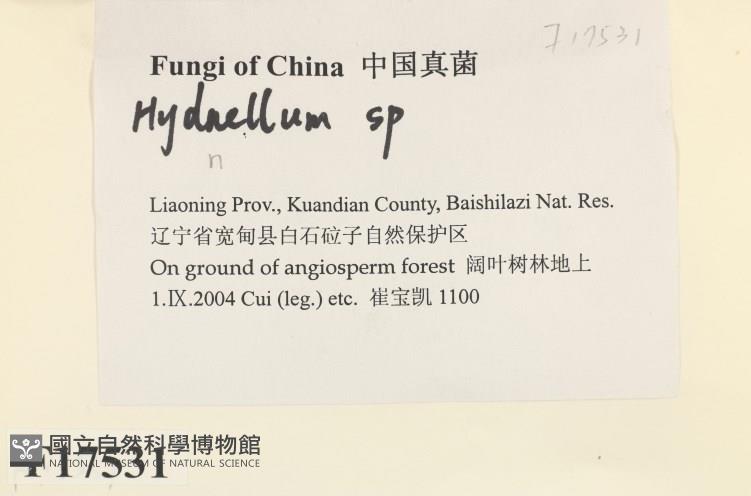 F17531
Fungi of China 中国真菌
Hydnellum sp
n
Liaoning Prov., Kuandian County, Baishilazi Nat. Res.
辽宁省宽甸县白石砬子自然保护区
On ground of angiosperm forest 阔叶树林地上
1.Ⅸ.2004 Cui (leg.) etc. 崔宝凯 1100
國立自然科學博物館
NATIONAL MUSEUM OF NATURAL SCIENCE
F17531